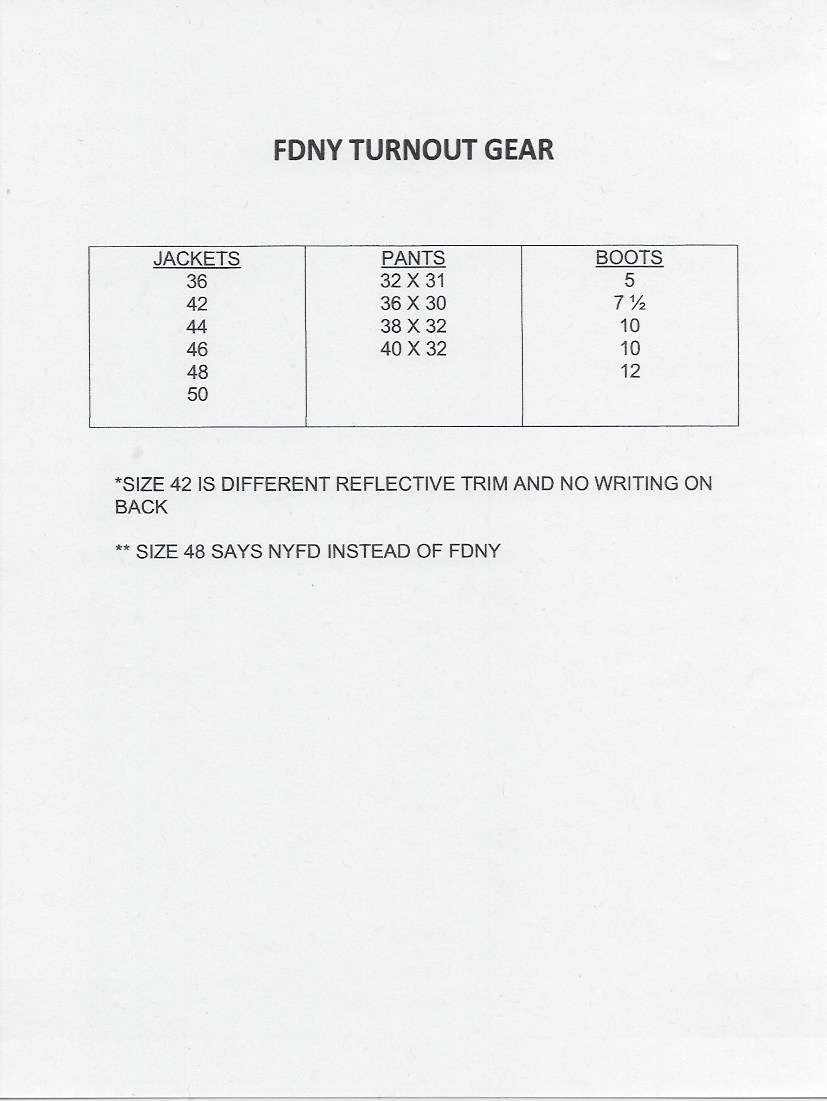 FDNY TURNOUT GEAR
JACKETS
36
42
44
46
48
50
PANTS
32 X 31
36 X 30
38 X 32
40 X 32
BOOTS
5
7 ½
10
10
12
*SIZE 42 IS DIFFERENT REFLECTIVE TRIM AND NO WRITING ON
BACK
** SIZE 48 SAYS NYFD INSTEAD OF FDNY